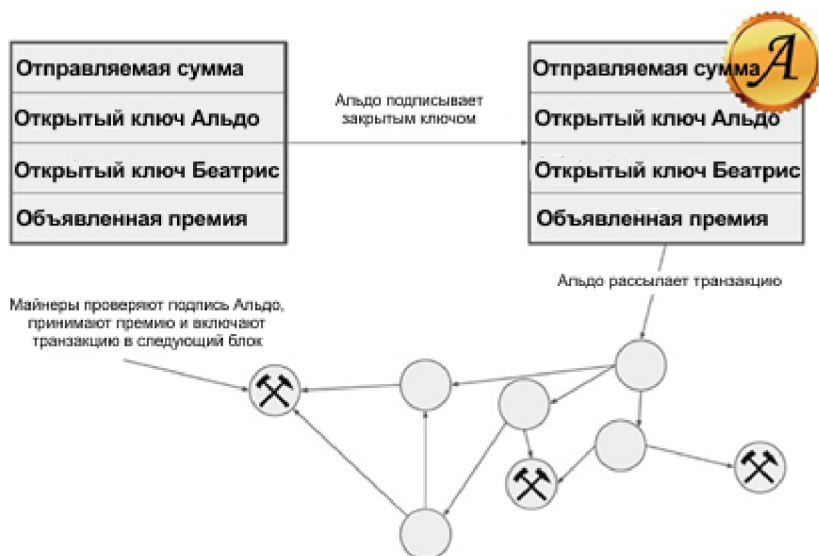 Отправляемая сумма
Открытый ключ Альдо
Открытый ключ Беатрис
Объявленная премия
Альдо подписывает
закрытым ключом
Отправляемая сумма
A
Открытый ключ Альдо
Открытый ключ Беатрис
Объявленная премия
Альдо рассылает транзакцию
Майнеры проверяют подпись Альдо,
принимают премию и включают
транзакцию в следующий блок